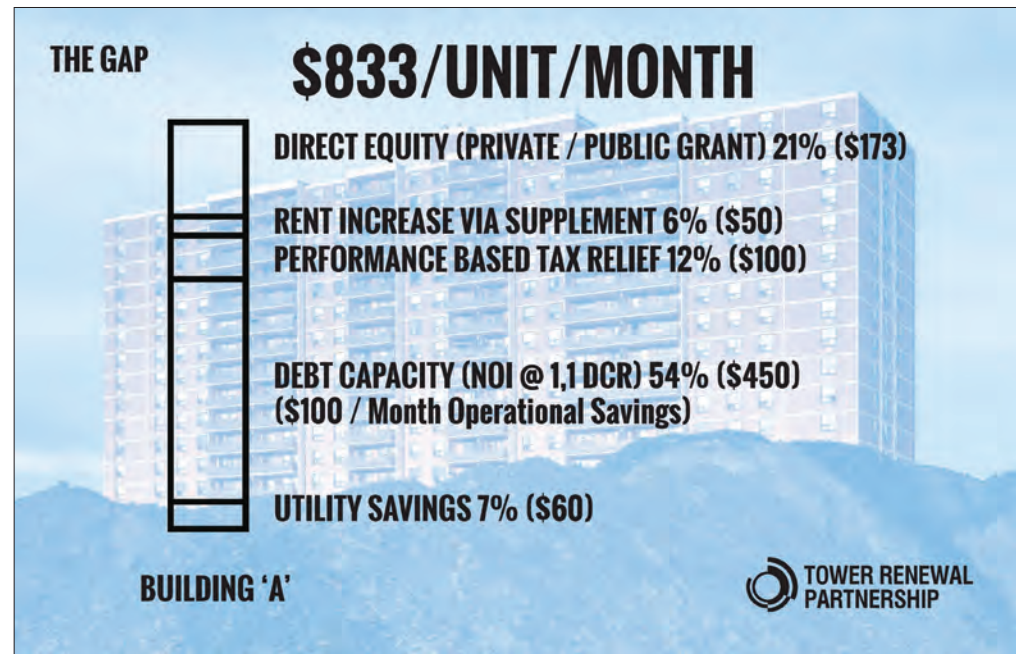 THE GAP
$833/UNIT/MONTH
DIRECT EQUITY (PRIVATE / PUBLIC GRANT) 21% ($173)
RENT INCREASE VIA SUPPLEMENT 6% ($50)
PERFORMANCE BASED TAX RELIEF 12% ($100)
DEBT CAPACITY (NOI @ 1,1 DCR) 54% ($450)
($100 / Month Operational Savings)
UTILITY SAVINGS 7% ($60)
BUILDING ‘A’
TOWER RENEWAL
PARTNERSHIP